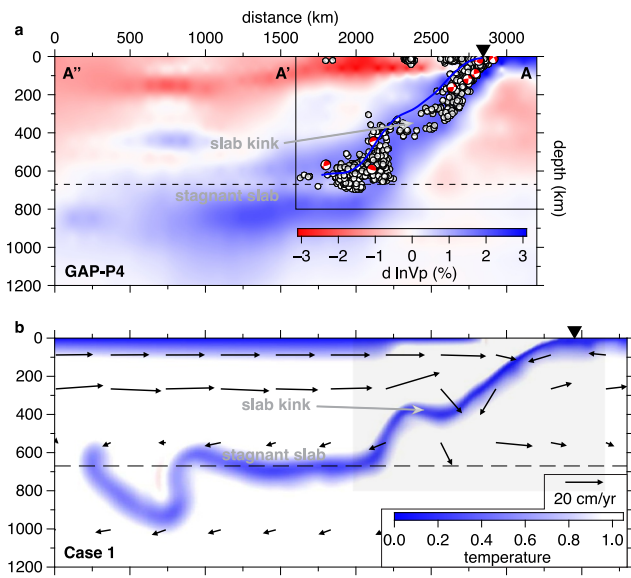 distance (km)
a
0 500 1000 1500 2000 2500 3000
A’’ A’ A
0
200
400
600
800
1000
1200
depth (km)
slab kink
stagnant slab
−3 −2 −1 0 1 2 3
d lnVp (%)
GAP-P4
b
0
200
400
600
800
1000
1200
slab kink
stagnant slab
20 cm/yr
0.0 0.2 0.4 0.6 0.8 1.0
temperature
Case 1